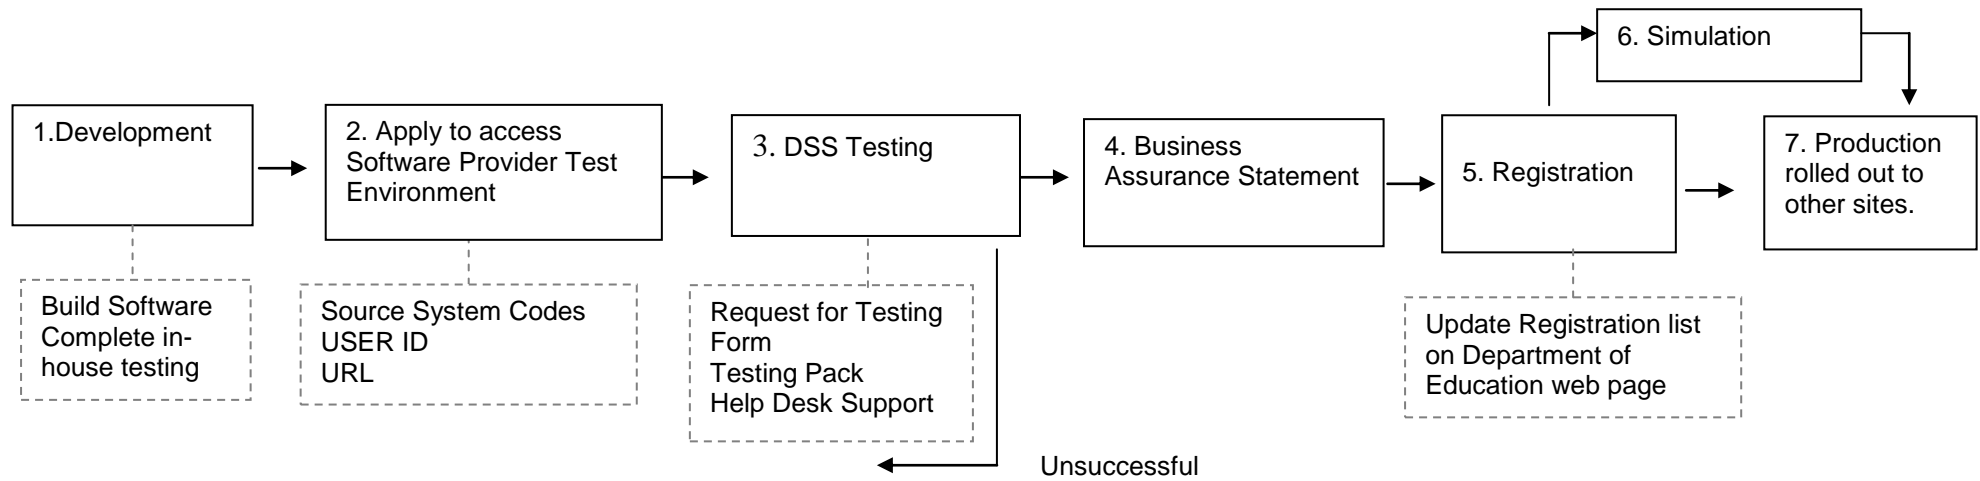 6. Simulation
1.Development
2. Apply to access
Software Provider Test
Environment
3. DSS Testing
4. Business
Assurance Statement
5. Registration
7. Production
rolled out to
other sites.
Build Software
Complete in-
house testing
Source System Codes
USER ID
URL
Request for Testing
Form
Testing Pack
Help Desk Support
Update Registration list
on Department of
Education web page
Unsuccessful